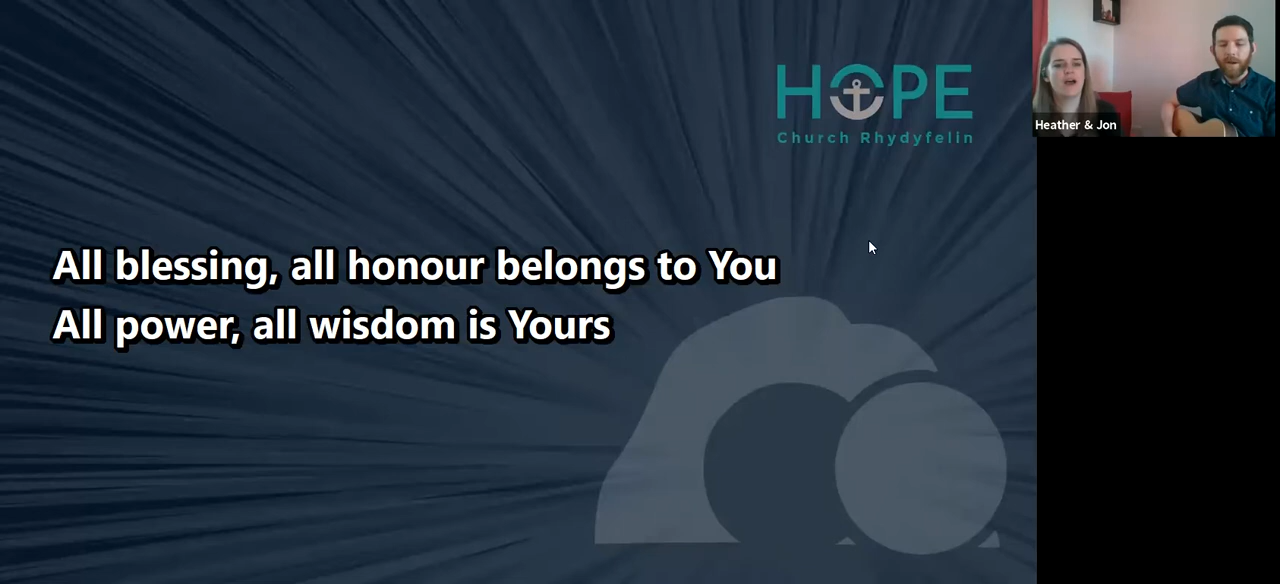 HOPE
Church Rhydyfelin
Heather & Jon
All blessing, all honour belongs to You
All power, all wisdom is Yours